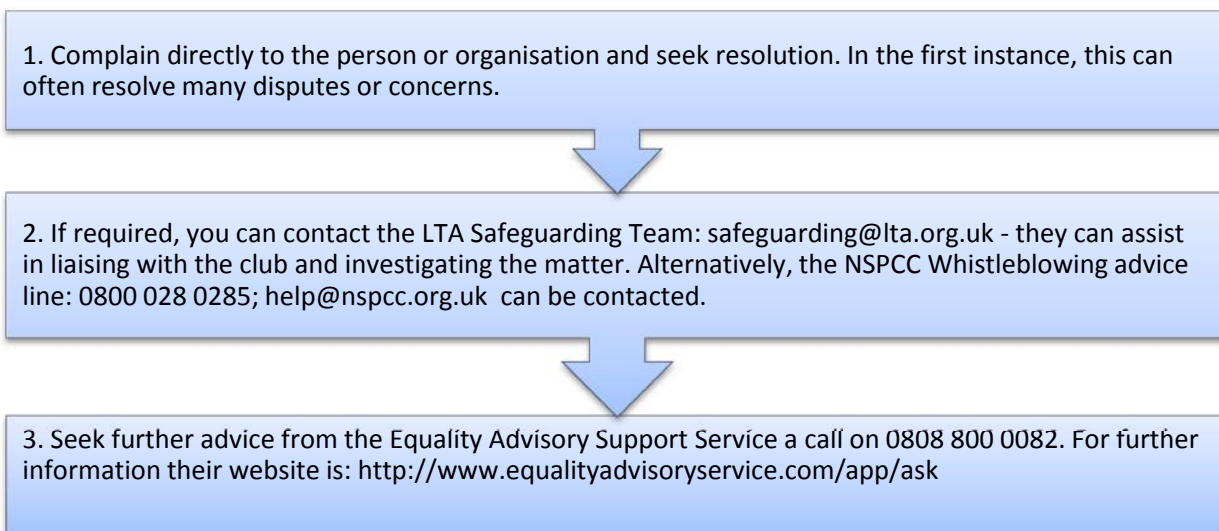 1. Complain directly to the person or organisation and seek resolution. In the first instance, this can
often resolve many disputes or concerns.
2. If required, you can contact the LTA Safeguarding Team: safeguarding@lta.org.uk - they can assist
in liaising with the club and investigating the matter. Alternatively, the NSPCC Whistleblowing advice
line: 0800 028 0285; help@nspcc.org.uk can be contacted.
3. Seek further advice from the Equality Advisory Support Service a call on 0808 800 0082. For further
information their website is: http://www.equalityadvisoryservice.com/app/ask